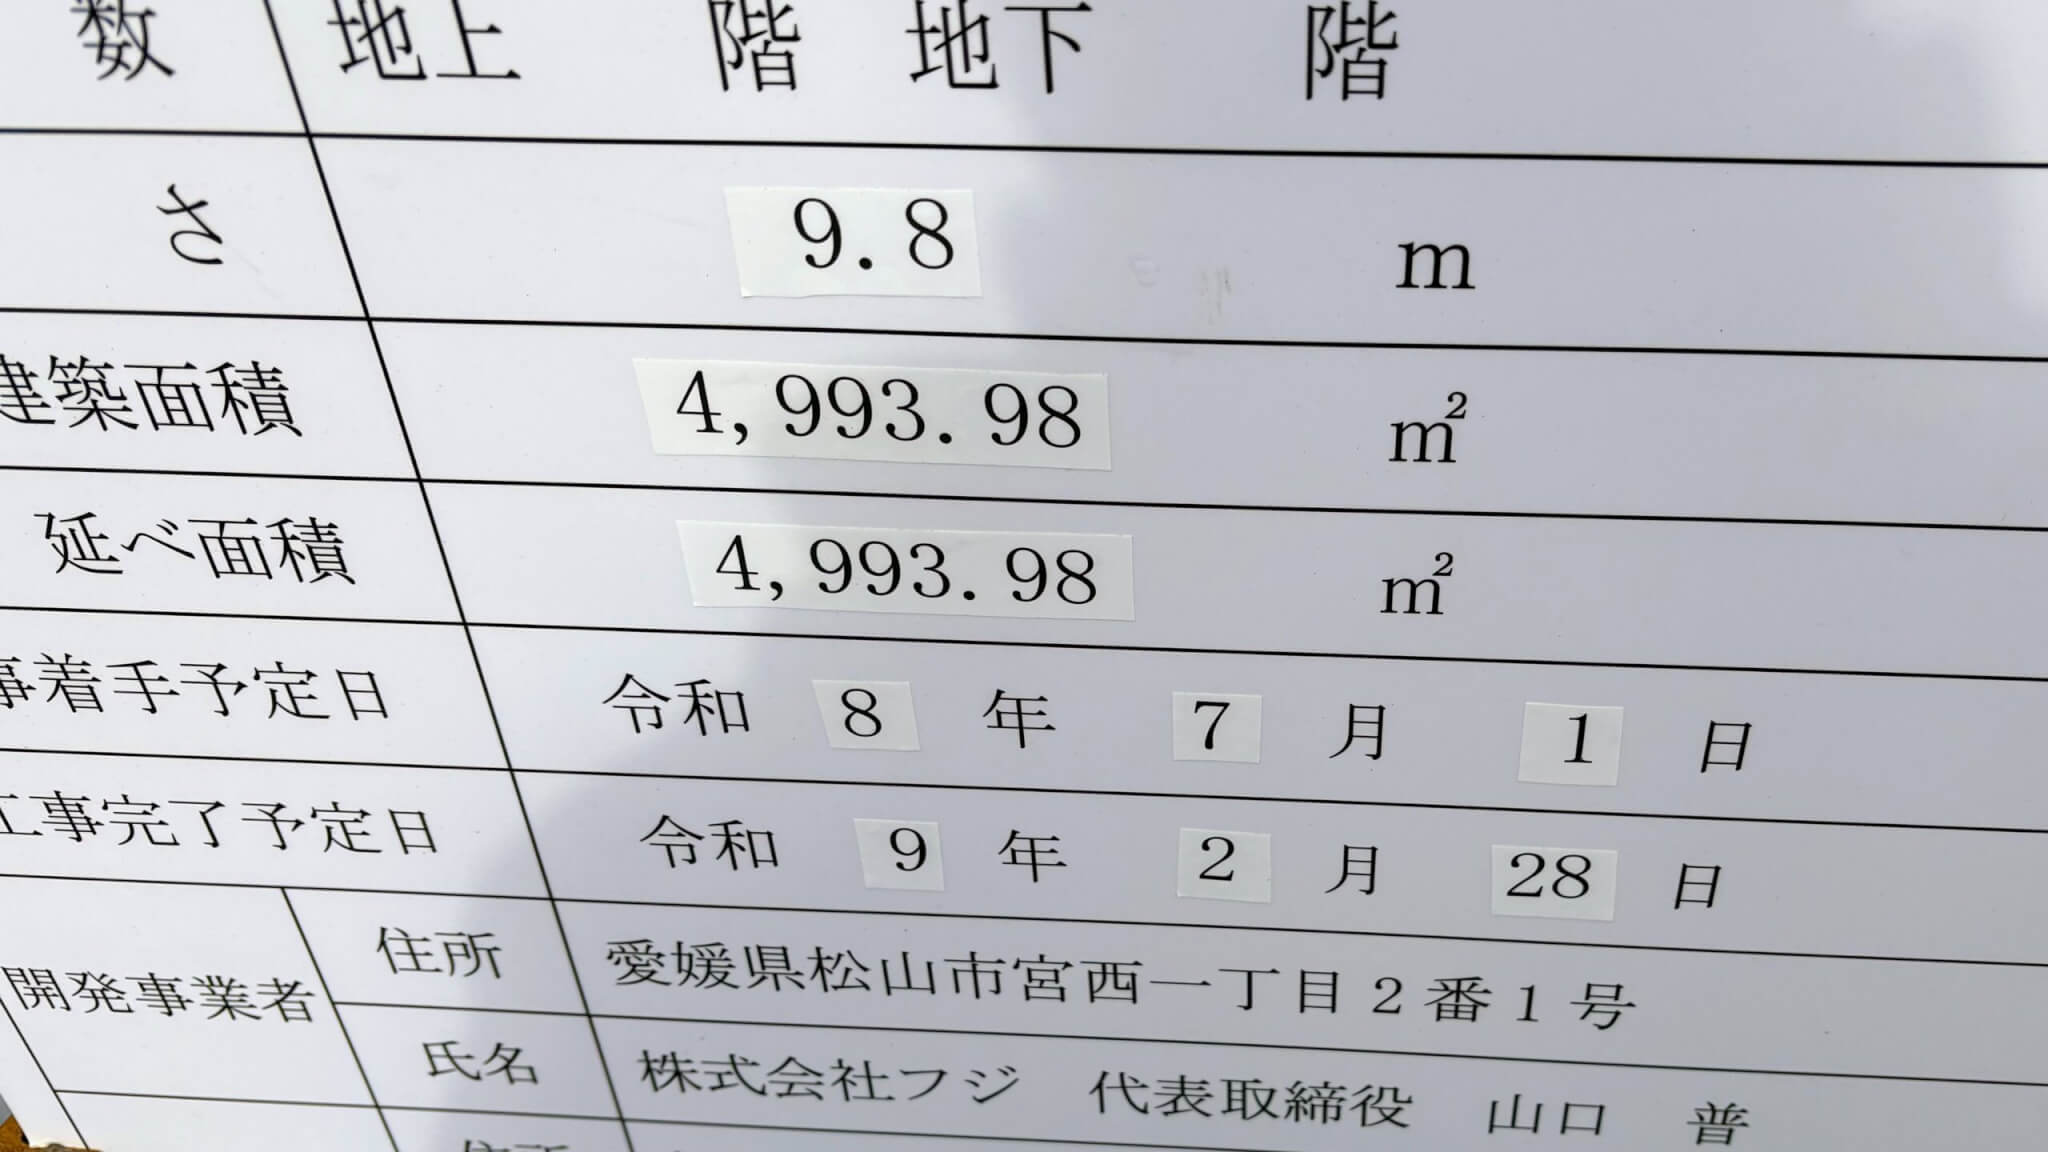 数 地上 階 地下 階
さ 9.8 m
建築面積 4,993.98 ㎡
延べ面積 4,993.98 ㎡
事着手予定日 令和 8 年 7 月 1 日
工事完了予定日 令和 9 年 2 月 28 日
開発事業者 住所 愛媛県松山市宮西一丁目2番1号
氏名 株式会社フジ 代表取締役 山口 普
住所